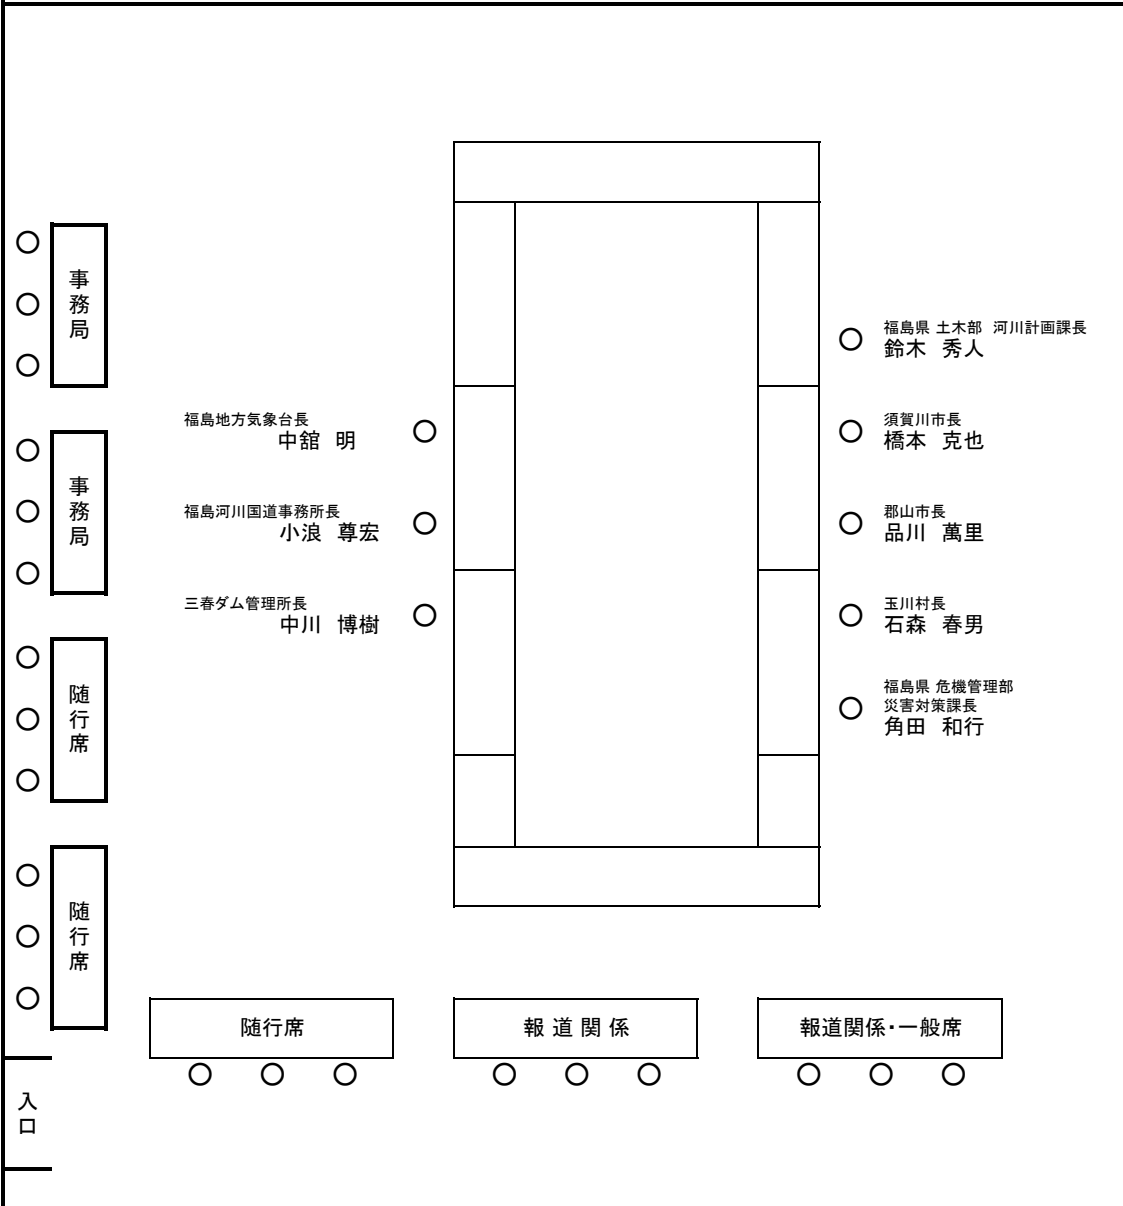 事務局
事務局
随行席
随行席
入口
福島地方気象台長
中舘 明
福島河川国道事務所長
小浪 尊宏
三春ダム管理所長
中川 博樹
福島県 土木部 河川計画課長
鈴木 秀人
須賀川市長
橋本 克也
郡山市長
品川 萬里
玉川村長
石森 春男
福島県 危機管理部
災害対策課長
角田 和行
随行席
報道関係
報道関係・一般席